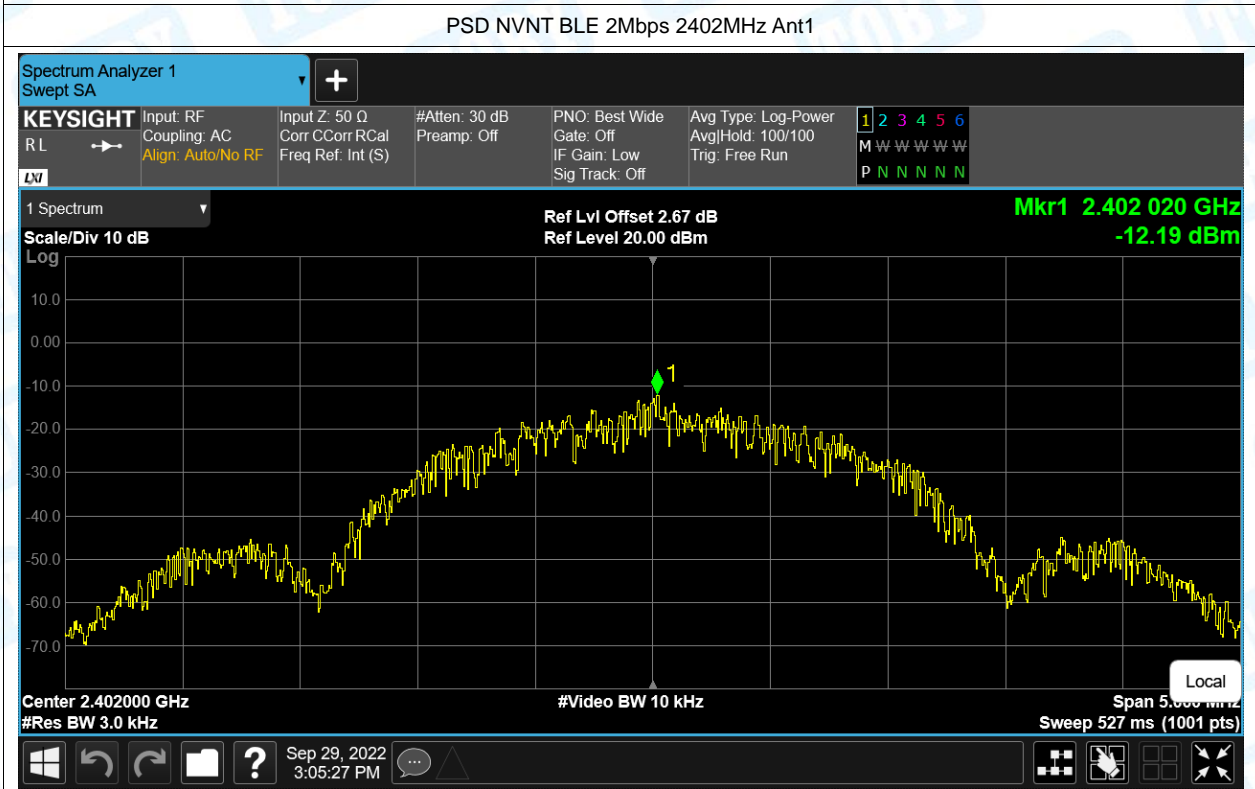 PSD NVNT BLE 2Mbps 2402MHz Ant1
Spectrum Analyzer 1
Swept SA
KEYSIGHT
R L
LXI
Input: RF
Coupling: AC
Align: Auto/No RF
Input Z: 50 Ω
Corr CCorr RCal
Freq Ref: Int (S)
#Atten: 30 dB
Preamp: Off
PNO: Best Wide
Gate: Off
IF Gain: Low
Sig Track: Off
Avg Type: Log-Power
Avg|Hold: 100/100
Trig: Free Run
1 2 3 4 5 6
M W W W W W W
P N N N N N
1 Spectrum
Scale/Div 10 dB
Ref Lvl Offset 2.67 dB
Ref Level 20.00 dBm
Mkr1 2.402 020 GHz
-12.19 dBm
Log
10.0
0.00
-10.0
-20.0
-30.0
-40.0
-50.0
-60.0
-70.0
1
Center 2.402000 GHz
#Res BW 3.0 kHz
#Video BW 10 kHz
Span 5.000 MHz
Sweep 527 ms (1001 pts)
Local
?
Sep 29, 2022
3:05:27 PM